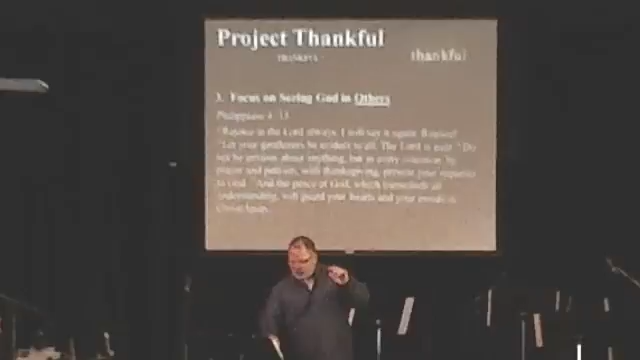 Project Thankful
thankful
3. Focus on Seeing God in Others
Philippians 4:
"Rejoice in the Lord always. I will say it again: Rejoice!
"Let your gentleness be evident to all. The Lord is near." Do
not be anxious about anything, but in every situation, by
prayer and petition, with thanksgiving, present your requests
to God. And the peace of God, which transcends all
understanding, will guard your hearts and your minds in
Christ Jesus.